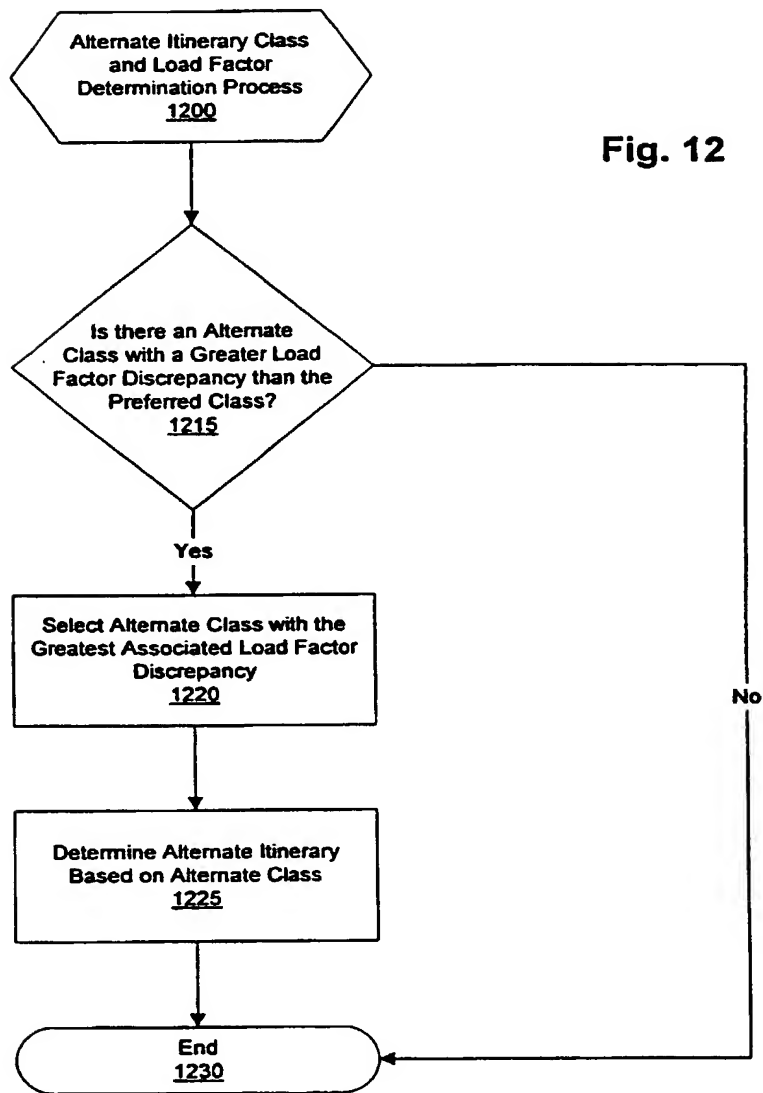 Alternate Itinerary Class
and Load Factor
Determination Process
1200
Fig. 12
Is there an Alternate
Class with a Greater Load
Factor Discrepancy than the
Preferred Class?
1215
Yes
Select Alternate Class with the
Greatest Associated Load Factor
Discrepancy
1220
No
Determine Alternate Itinerary
Based on Alternate Class
1225
End
1230